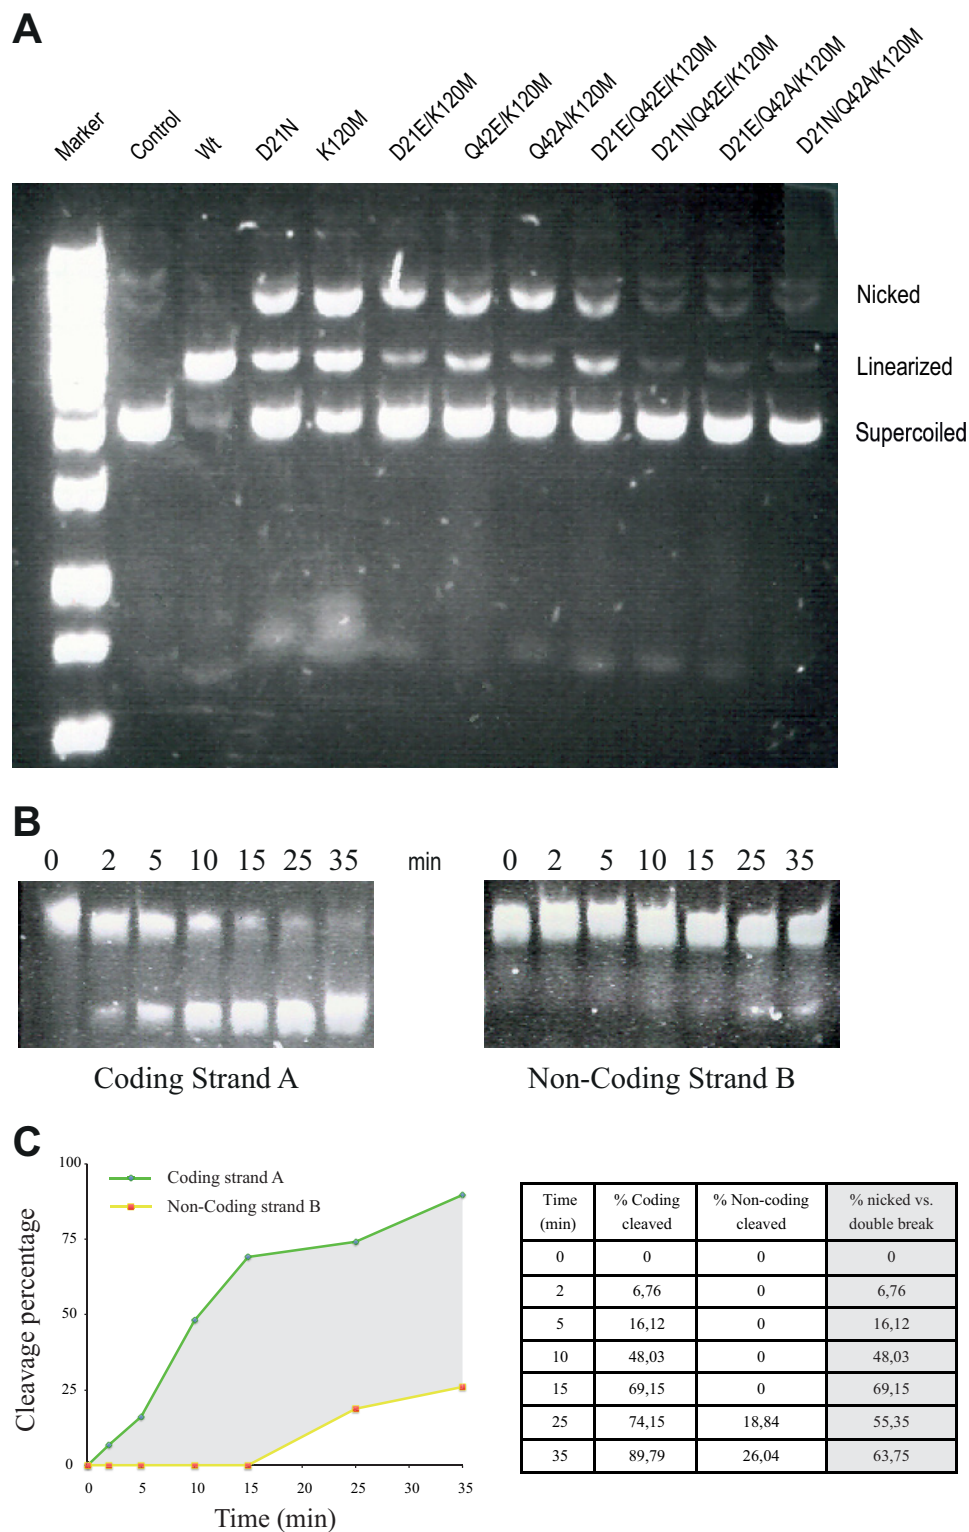 A
Marker Control Wt D21N K120M D21E/K120M Q42E/K120M Q42A/K120M D21E/Q42E/K120M D21N/Q42E/K120M D21E/Q42A/K120M D21N/Q42A/K120M
Nicked
Linearized
Supercoiled
B
0 2 5 10 15 25 35 min 0 2 5 10 15 25 35
Coding Strand A Non-Coding Strand B
C
100
75
50
25
0
Cleavage percentage
Coding strand A
Non-Coding strand B
0 5 10 15 20 25 30 35
Time (min)
Time (min) % Coding cleaved % Non-coding cleaved % nicked vs. double break
0 0 0 0
2 6,76 0 6,76
5 16,12 0 16,12
10 48,03 0 48,03
15 69,15 0 69,15
25 74,15 18,84 55,35
35 89,79 26,04 63,75